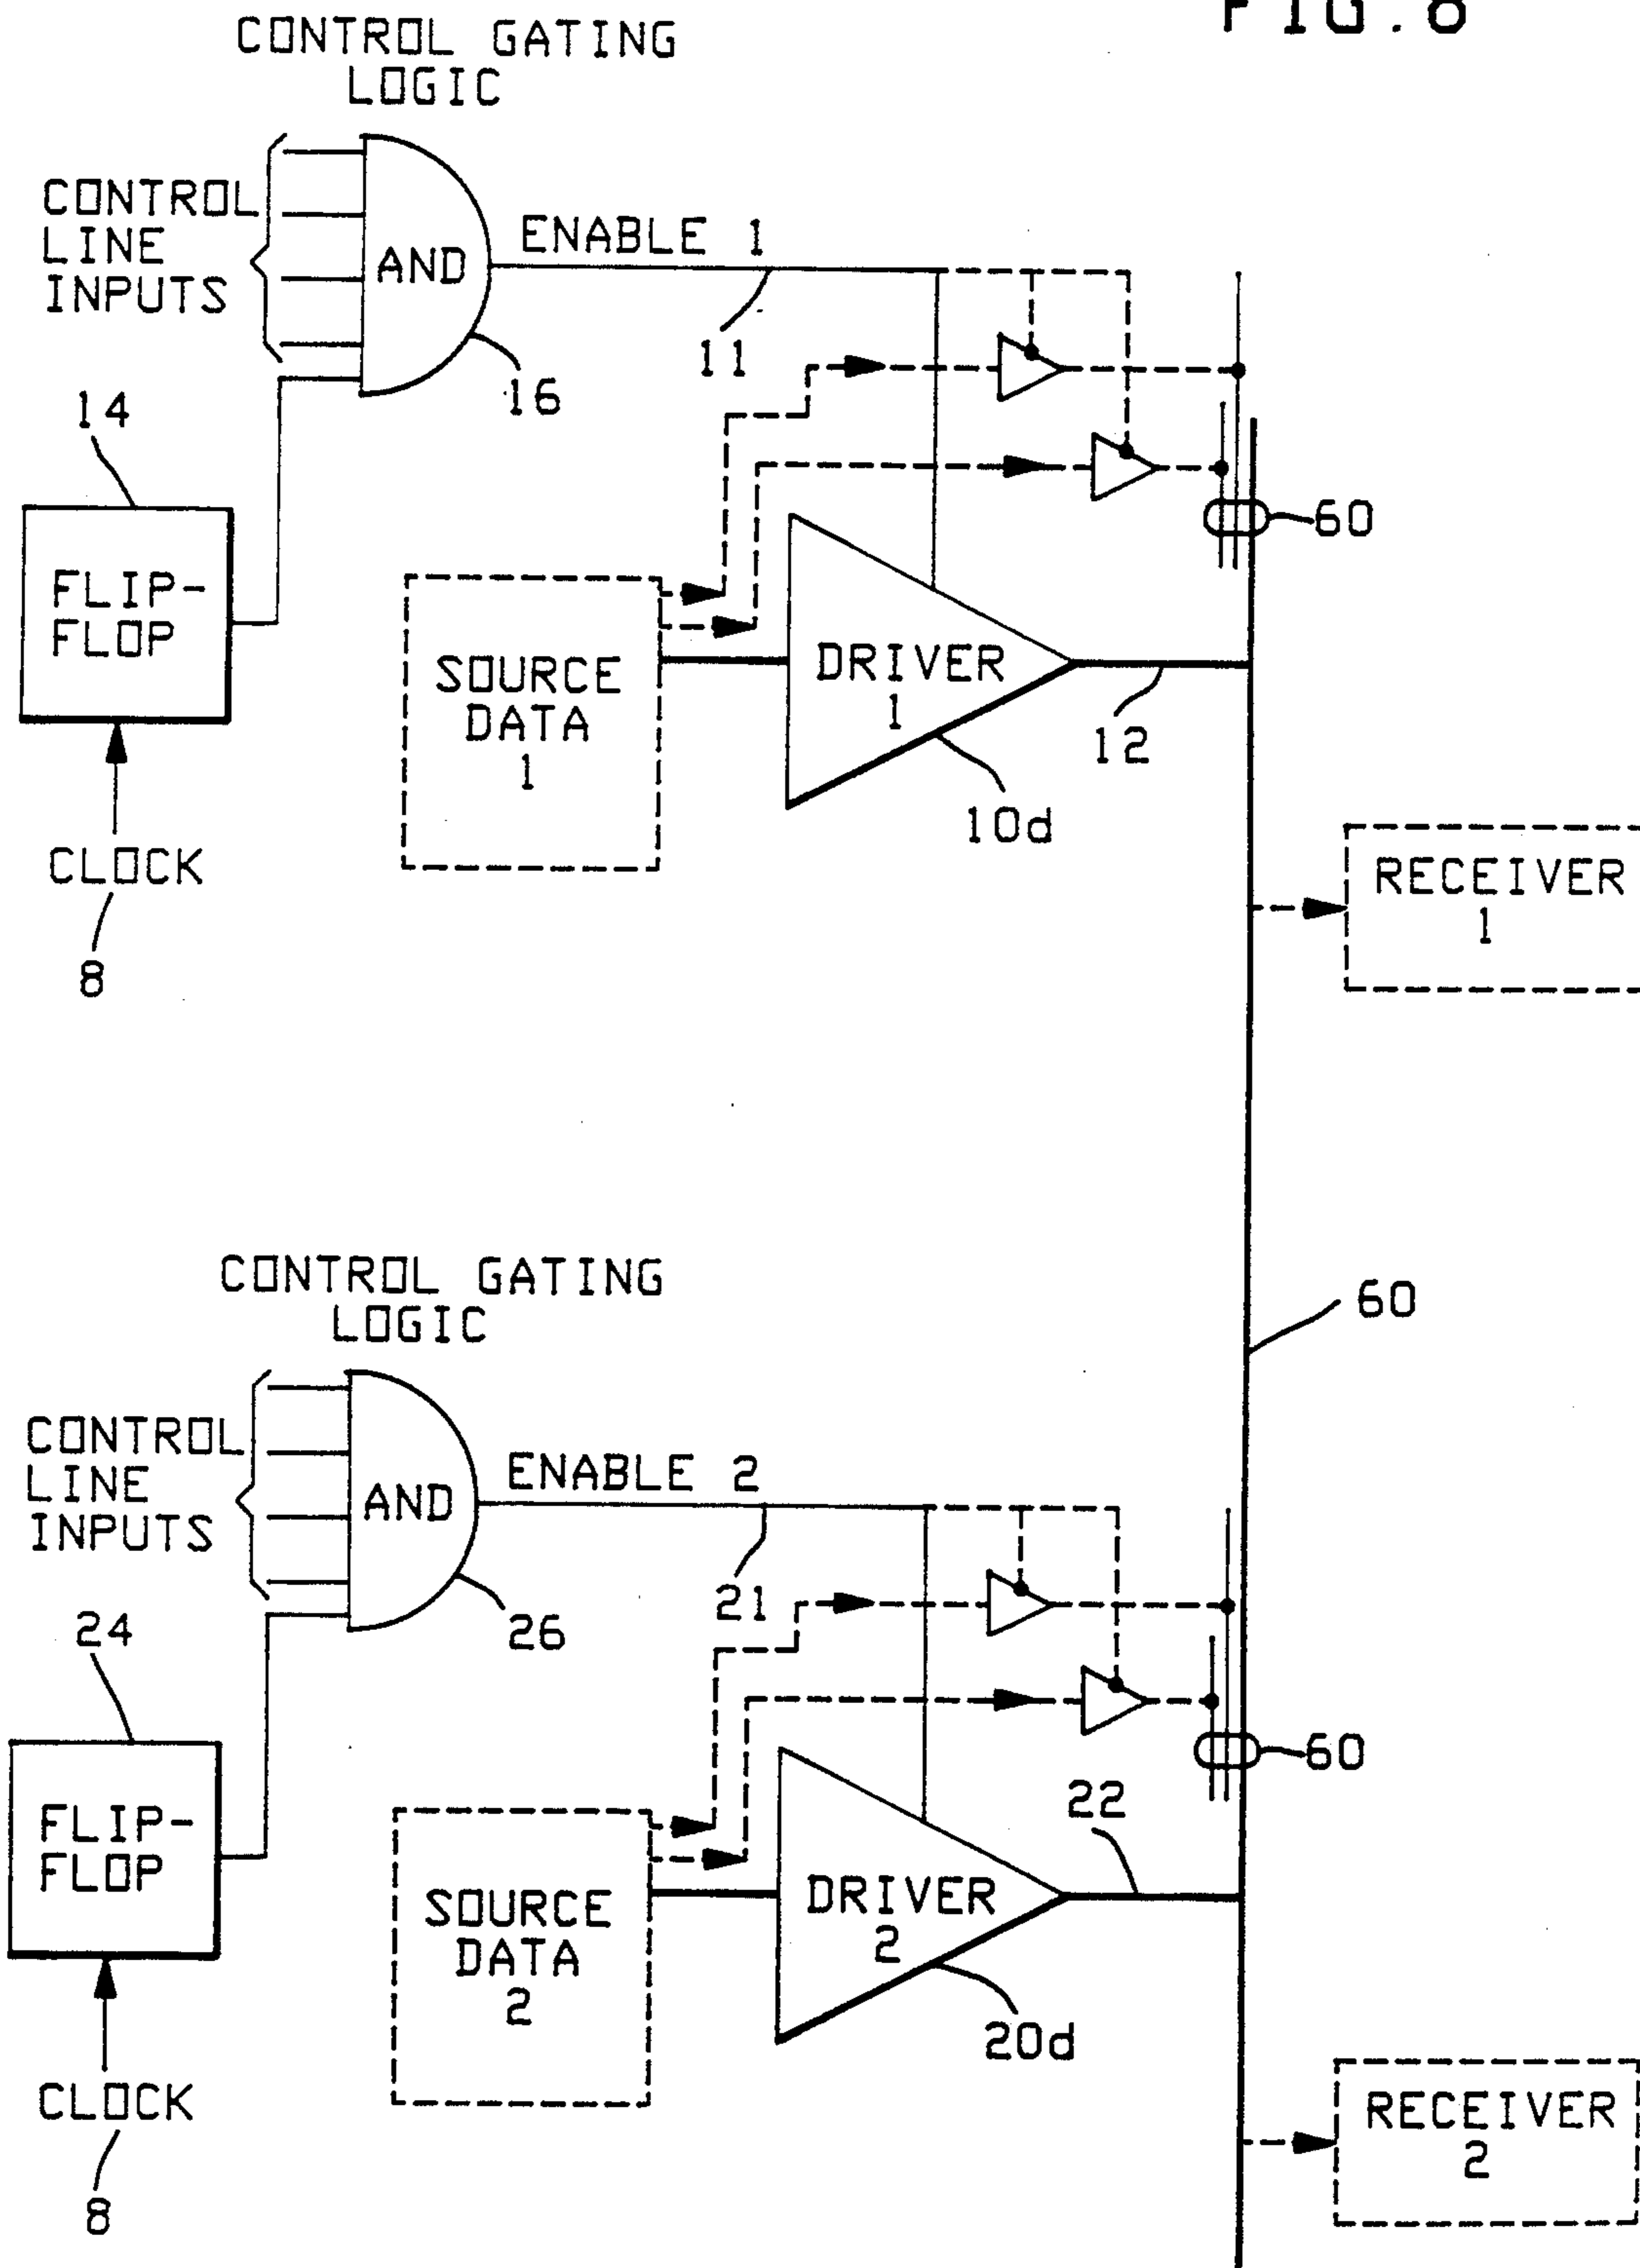 FIG. 8
CONTROL GATING
LOGIC
CONTROL
LINE
INPUTS
AND
ENABLE 1
11
16
14
FLIP-
FLOP
CLOCK
8
SOURCE
DATA
1
DRIVER
1
10d
12
60
RECEIVER
1
60
CONTROL GATING
LOGIC
CONTROL
LINE
INPUTS
AND
ENABLE 2
21
26
24
FLIP-
FLOP
CLOCK
8
SOURCE
DATA
2
DRIVER
2
20d
22
60
RECEIVER
2